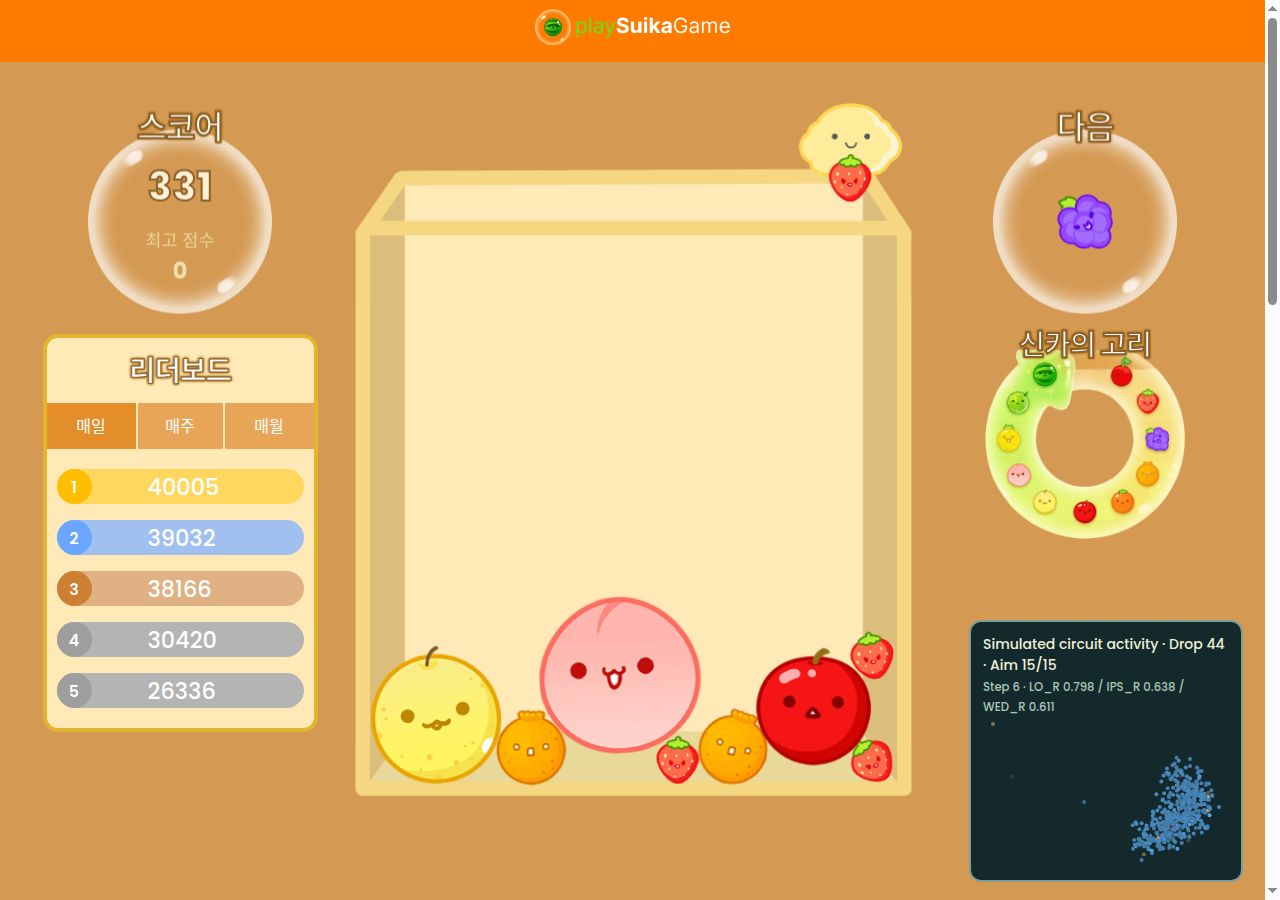 playSuikaGame
스코어
331
최고 점수
0
다음
리더보드
매일 매주 매월
1 40005
2 39032
3 38166
4 30420
5 26336
신카의 고리
Simulated circuit activity · Drop 44
· Aim 15/15
Step 6 · LO_R 0.798 / IPS_R 0.638 /
WED_R 0.611